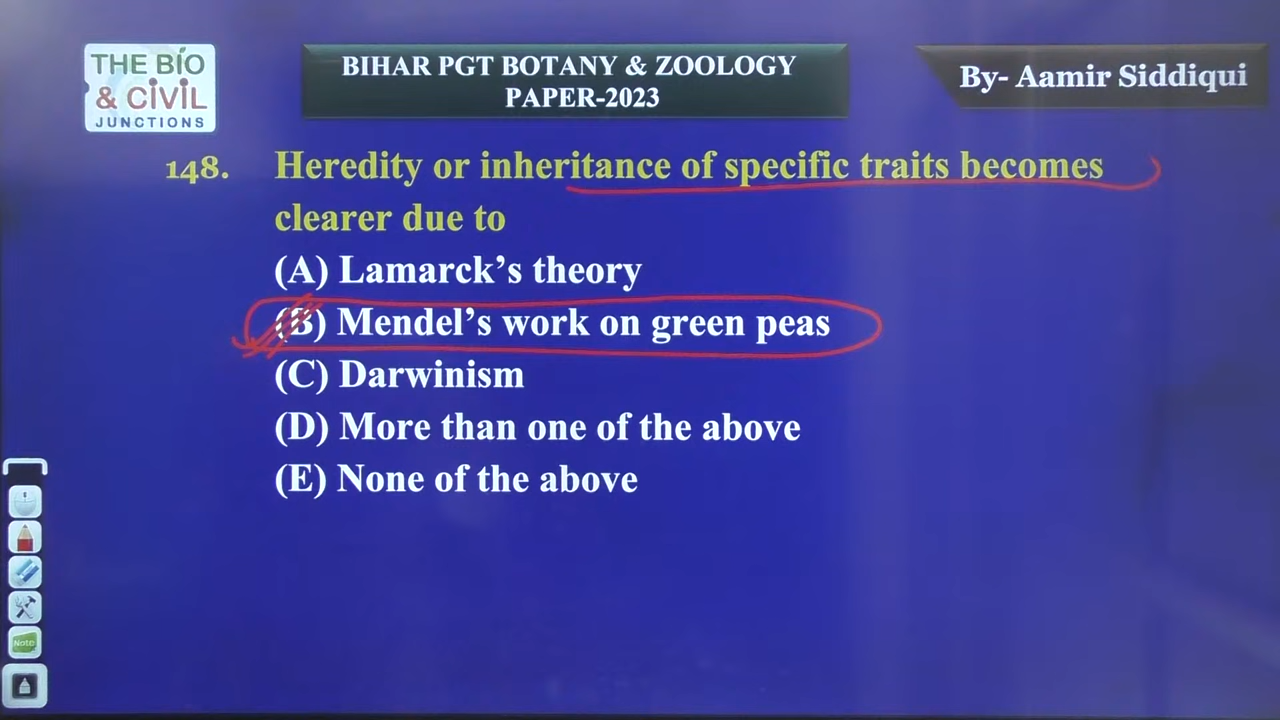 THE BIO
& CIVIL
JUNCTIONS
BIHAR PGT BOTANY & ZOOLOGY
PAPER-2023
By- Aamir Siddiqui
148. Heredity or inheritance of specific traits becomes
clearer due to
(A) Lamarck's theory
(B) Mendel's work on green peas
(C) Darwinism
(D) More than one of the above
(E) None of the above
Note